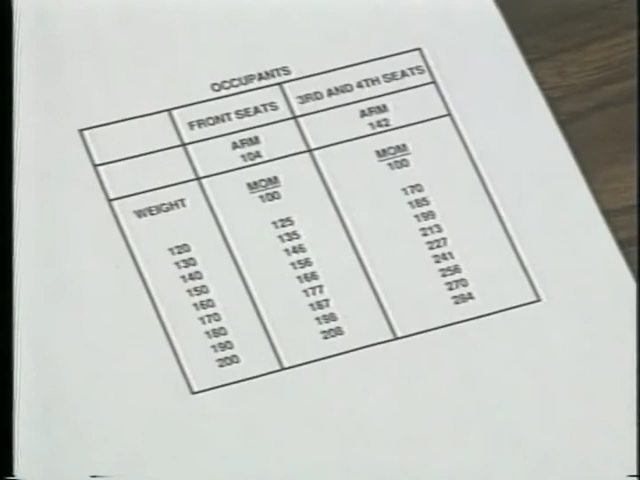 OCCUPANTS
FRONT SEATS 3RD AND 4TH SEATS
ARM ARM
104 142
WEIGHT MOM MOM
100 100
120 125 170
130 135 185
140 146 199
150 156 213
160 166 227
170 177 241
180 187 256
190 198 270
200 208 284